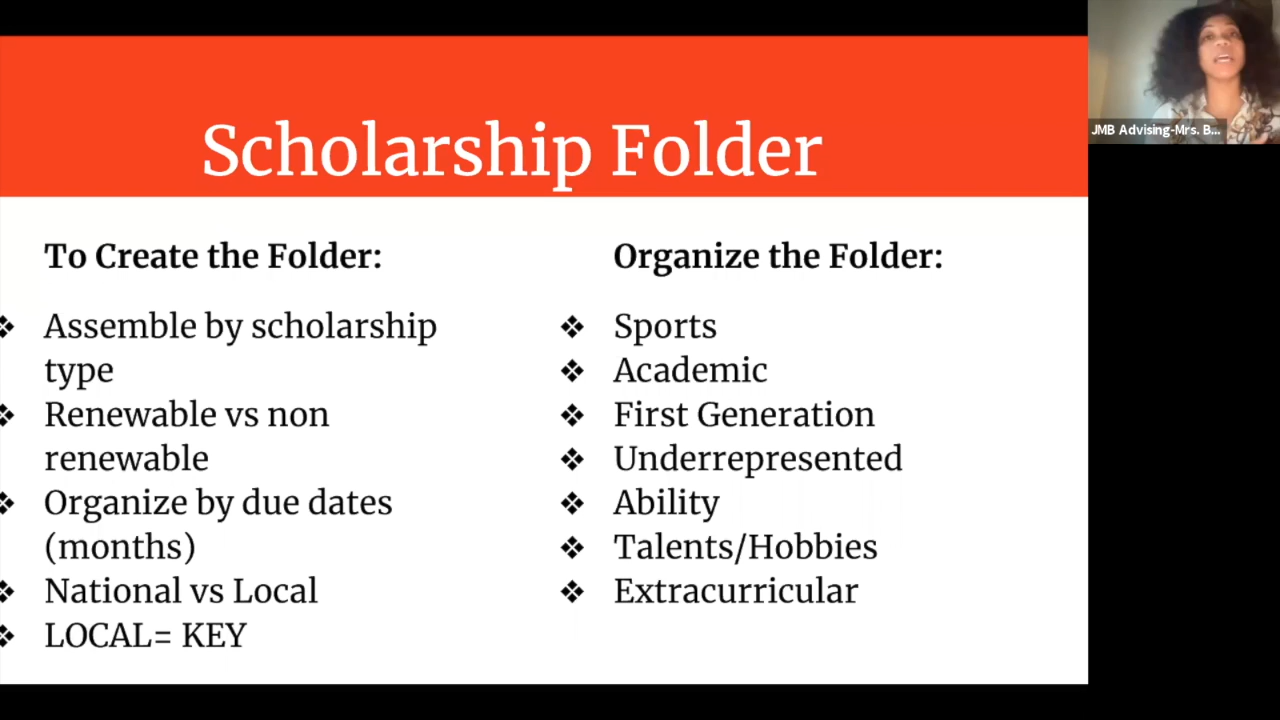 Scholarship Folder
To Create the Folder:
❖ Assemble by scholarship
type
❖ Renewable vs non
renewable
❖ Organize by due dates
(months)
❖ National vs Local
❖ LOCAL= KEY
Organize the Folder:
❖ Sports
❖ Academic
❖ First Generation
❖ Underrepresented
❖ Ability
❖ Talents/Hobbies
❖ Extracurricular
JMB Advising-Mrs. B...